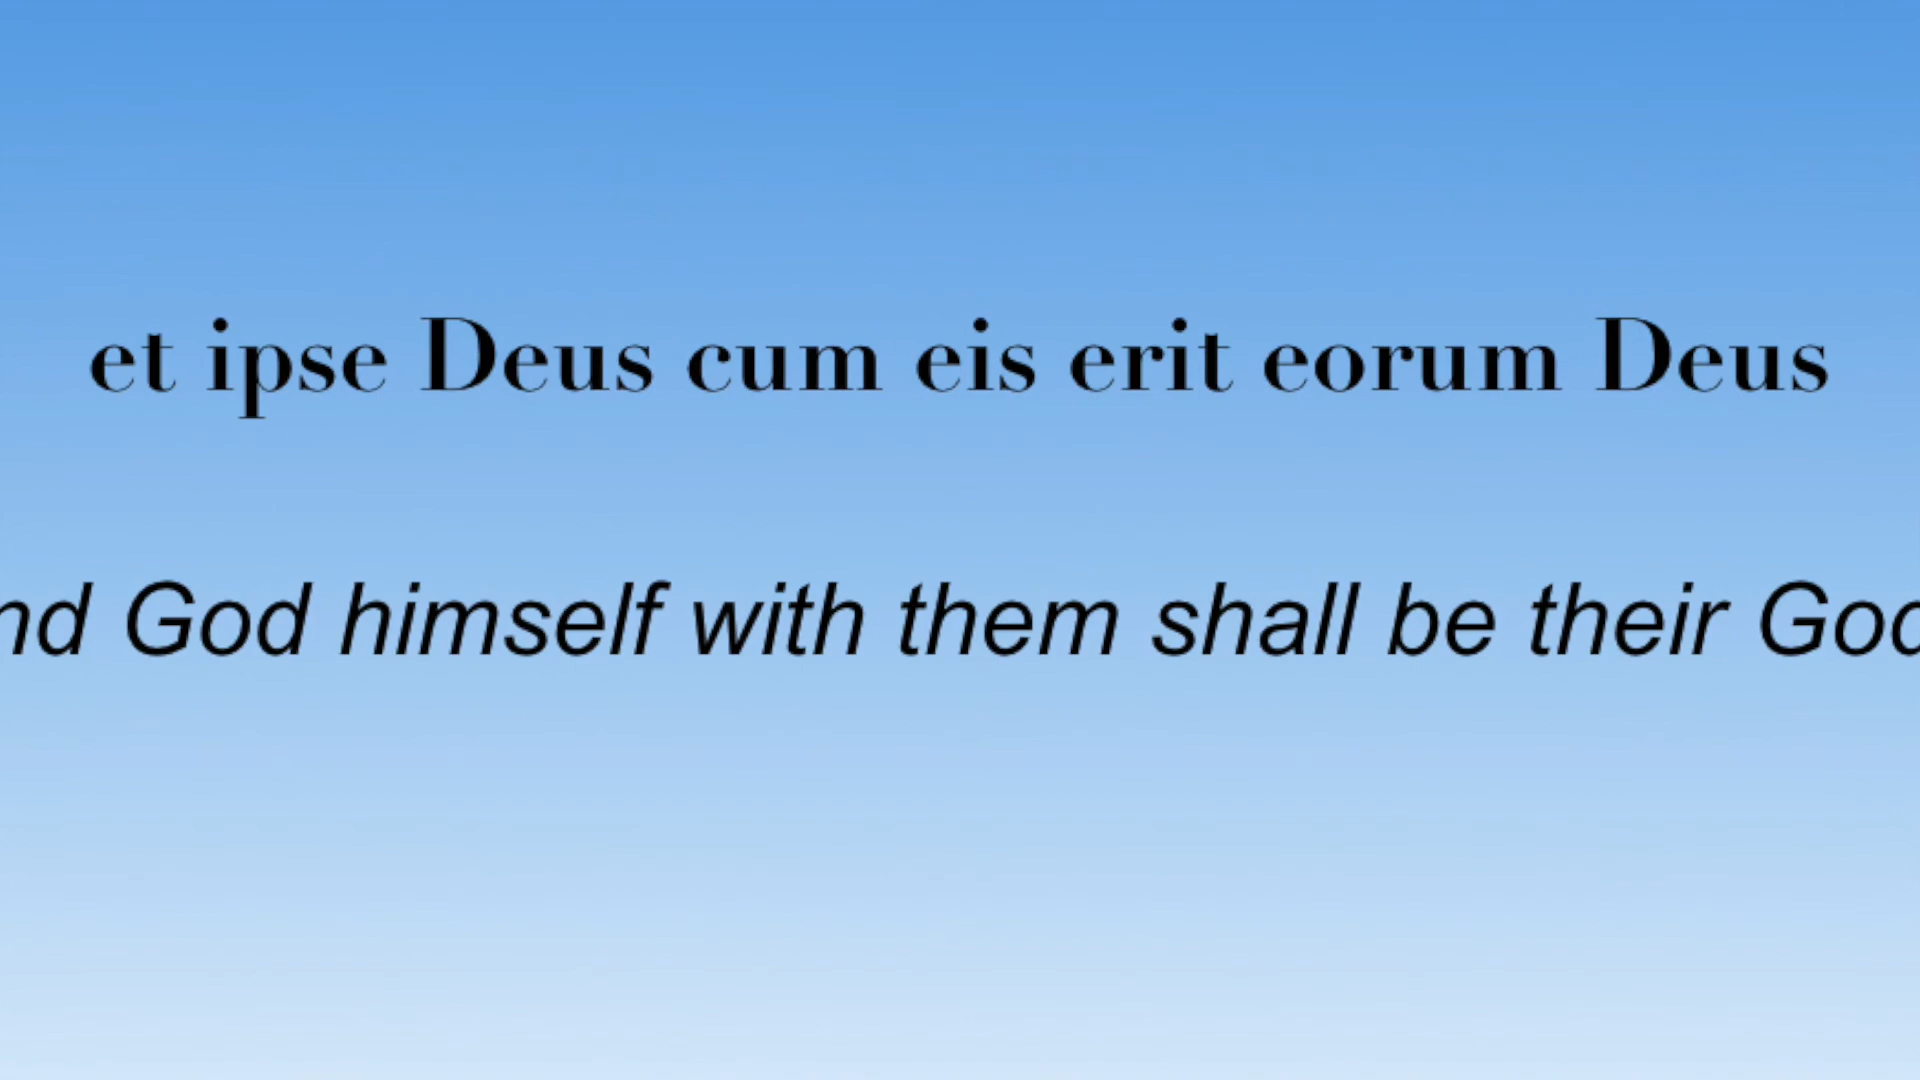 et ipse Deus cum eis erit eorum Deus
nd God himself with them shall be their God